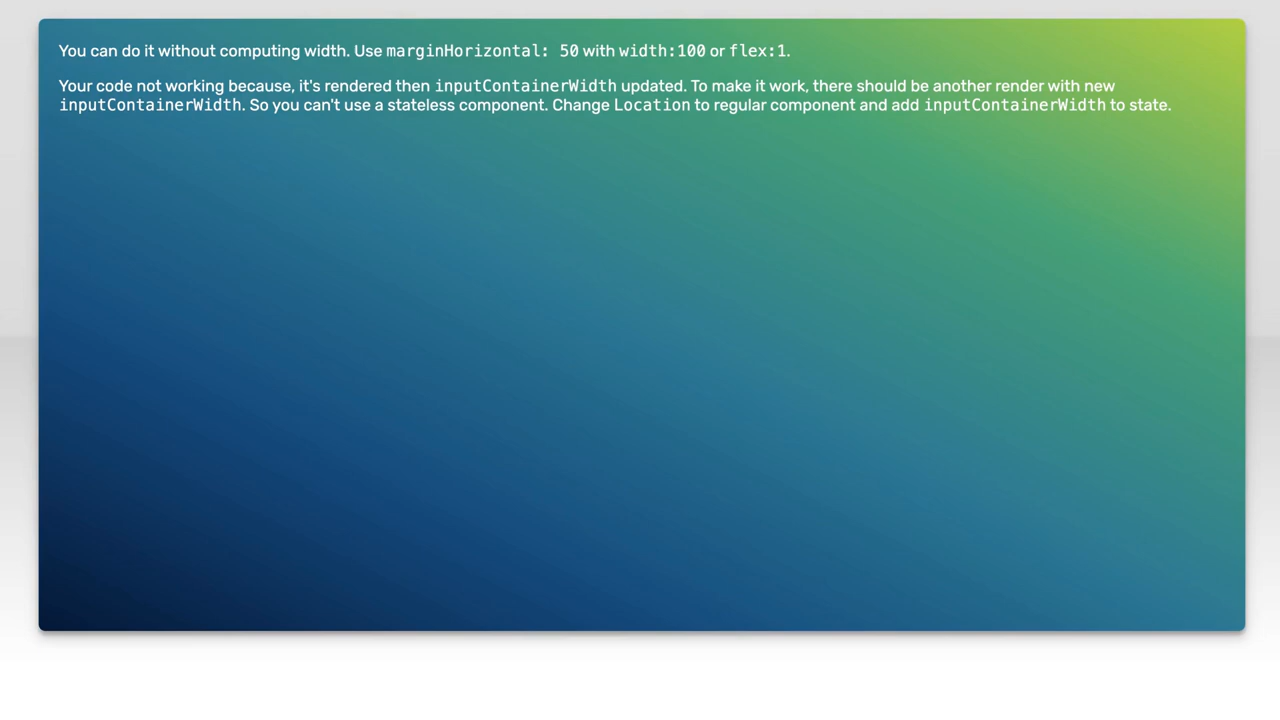 You can do it without computing width. Use marginHorizontal: 50 with width:100 or flex:1.
Your code not working because, it's rendered then inputContainerWidth updated. To make it work, there should be another render with new
inputContainerWidth. So you can't use a stateless component. Change Location to regular component and add inputContainerWidth to state.